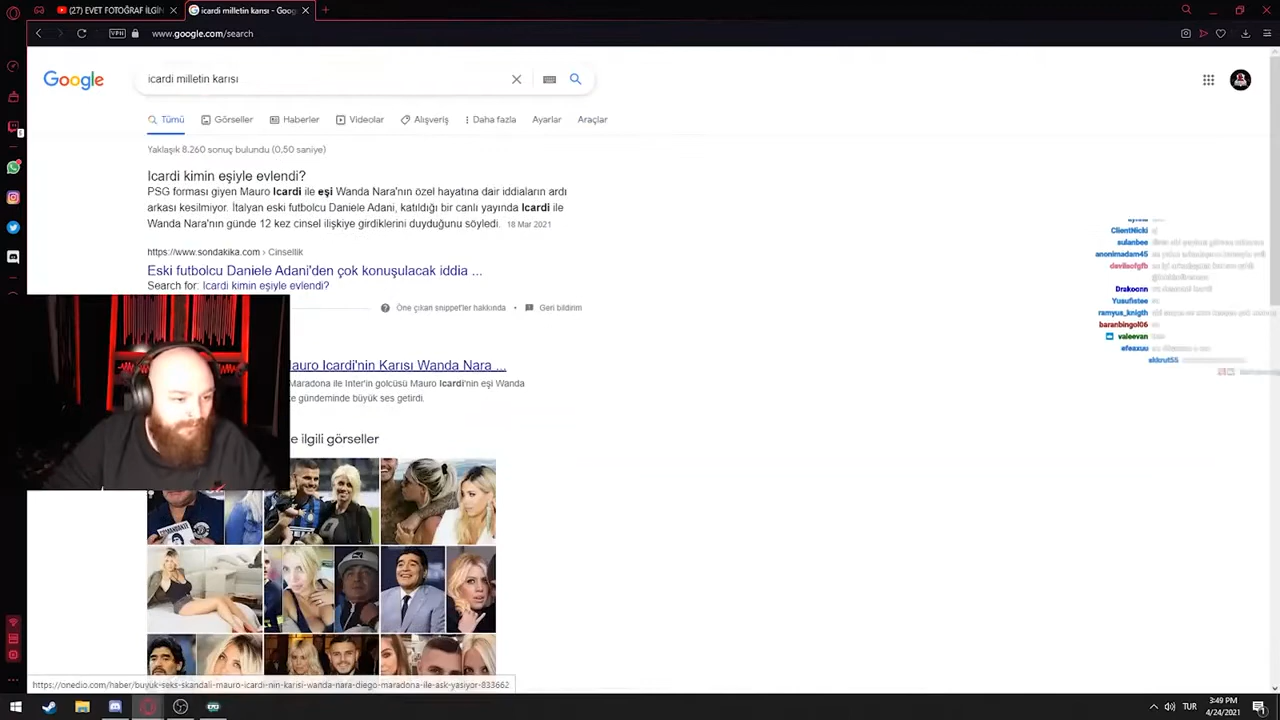 (27) EVET FOTOĞRAF İLGİN
icardi milletin karısı - Goog
VPN
www.google.com/search
Google
icardi milletin karısı
Tümü
Görseller
Haberler
Videolar
Alışveriş
Daha fazla
Ayarlar
Araçlar
Yaklaşık 8.260 sonuç bulundu (0,50 saniye)
Icardi kimin eşiyle evlendi?
PSG forması giyen Mauro Icardi ile eşi Wanda Nara'nın özel hayatına dair iddiaların ardı
arkası kesilmiyor. İtalyan eski futbolcu Daniele Adani, katıldığı bir canlı yayında Icardi ile
Wanda Nara'nın günde 12 kez cinsel ilişkiye girdiklerini duyduğunu söyledi. 18 Mar 2021
https://www.sondakika.com › Cinsellik
Eski futbolcu Daniele Adani'den çok konuşulacak iddia ...
Search for: Icardi kimin eşiyle evlendi?
Öne çıkan snippet'ler hakkında • Geri bildirim
auro Icardi'nin Karısı Wanda Nara ...
Maradona ile Inter'in golcüsü Mauro Icardi'nin eşi Wanda
gündeminde büyük ses getirdi.
e ilgili görseller
COMANDANTE
ClientNicki
sulanbee
anonimadam45
devilscfgfb
Drakocnn
Yusufistee
ramyus_knigth
baranbingol06
valeevan
efeaxuu
skkrut55
https://onedio.com/haber/buyuk-seks-skandali-mauro-icardi-nin-karisi-wanda-nara-diego-maradona-ile-ask-yasiyor-833662
TUR
3:49 PM
4/24/2021